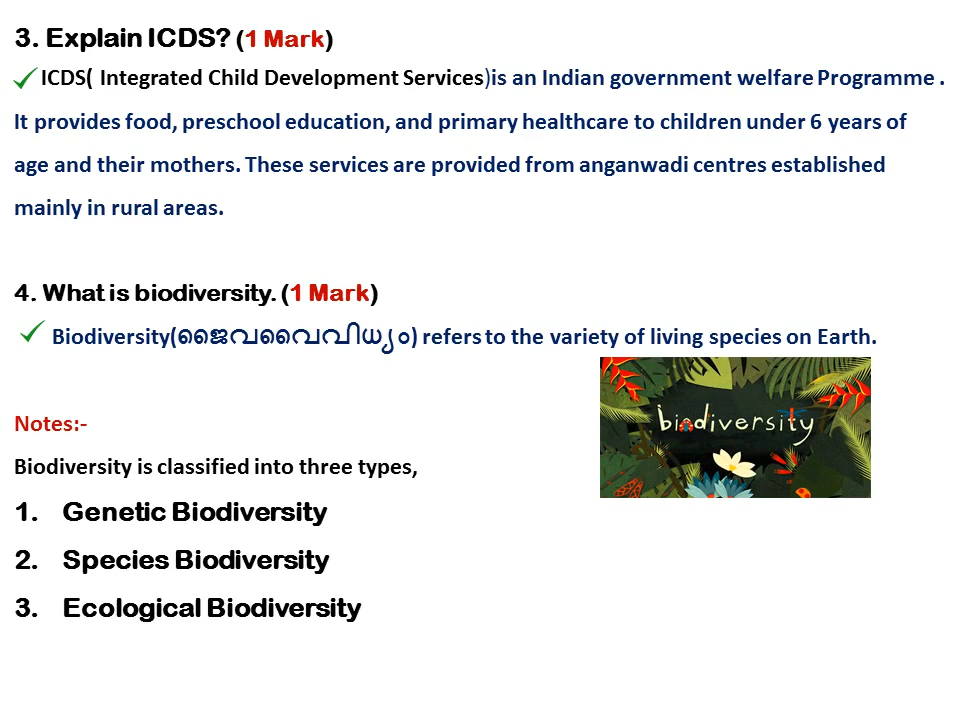 3. Explain ICDS? (1 Mark)
✓ICDS( Integrated Child Development Services)is an Indian government welfare Programme .
It provides food, preschool education, and primary healthcare to children under 6 years of
age and their mothers. These services are provided from anganwadi centres established
mainly in rural areas.
4. What is biodiversity. (1 Mark)
✓ Biodiversity(ജൈവവൈവിധ്യം) refers to the variety of living species on Earth.
biodiversity
Notes:-
Biodiversity is classified into three types,
1. Genetic Biodiversity
2. Species Biodiversity
3. Ecological Biodiversity